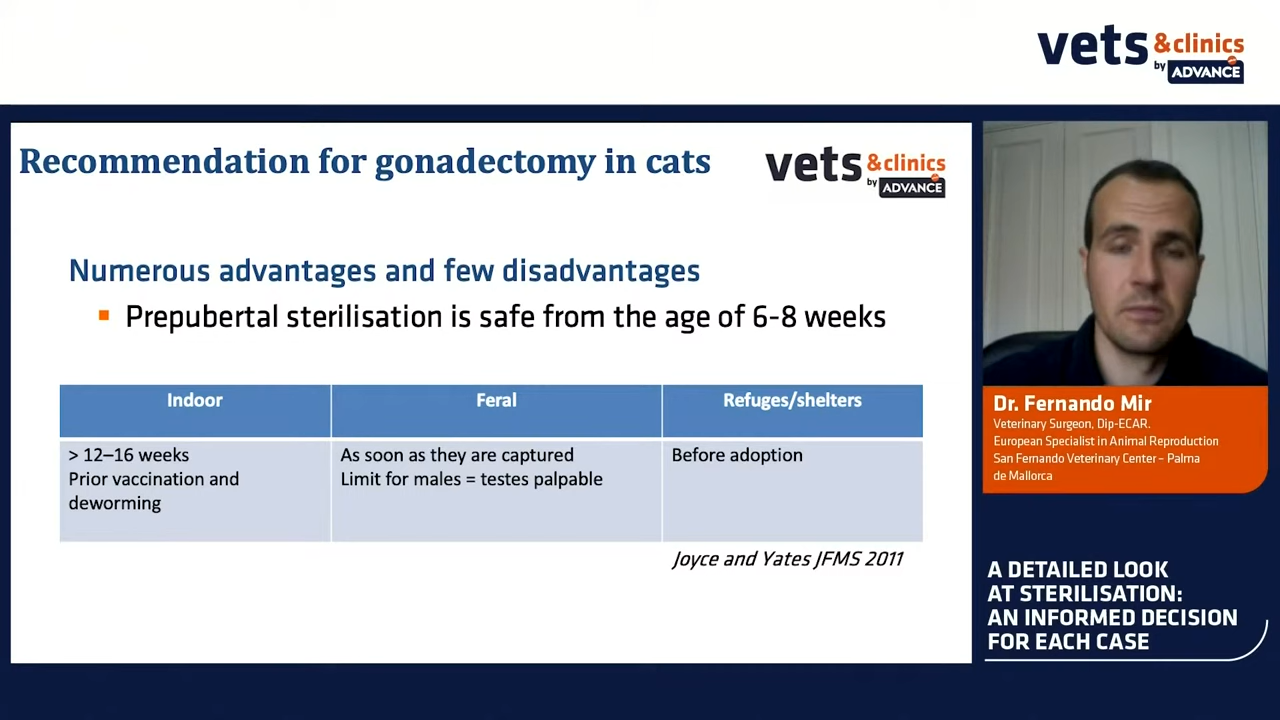 vets &clinics
by ADVANCE
Recommendation for gonadectomy in cats
vets &clinics
by ADVANCE
Numerous advantages and few disadvantages
Prepubertal sterilisation is safe from the age of 6-8 weeks
Indoor
Feral
Refuges/shelters
> 12–16 weeks
Prior vaccination and
deworming
As soon as they are captured
Limit for males = testes palpable
Before adoption
Joyce and Yates JFMS 2011
Dr. Fernando Mir
Veterinary Surgeon, Dip-ECAR.
European Specialist in Animal Reproduction
San Fernando Veterinary Center – Palma
de Mallorca
A DETAILED LOOK
AT STERILISATION:
AN INFORMED DECISION
FOR EACH CASE